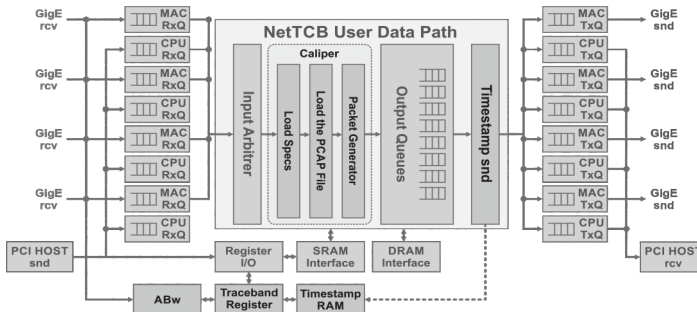 NetTCB User Data Path
GigE
rcv
MAC
RxQ
CPU
RxQ
GigE
rcv
MAC
RxQ
CPU
RxQ
GigE
rcv
MAC
RxQ
CPU
RxQ
GigE
rcv
MAC
RxQ
CPU
RxQ
PCI HOST
snd
Input Arbitrer
Caliper
Load Specs
Load the PCAP File
Packet Generator
Output Queues
Timestamp snd
Register
I/O
SRAM
Interface
DRAM
Interface
ABw
Traceband
Register
Timestamp
RAM
MAC
TxQ
GigE
snd
CPU
TxQ
MAC
TxQ
GigE
snd
CPU
TxQ
MAC
TxQ
GigE
snd
CPU
TxQ
MAC
TxQ
GigE
snd
CPU
TxQ
PCI HOST
rcv